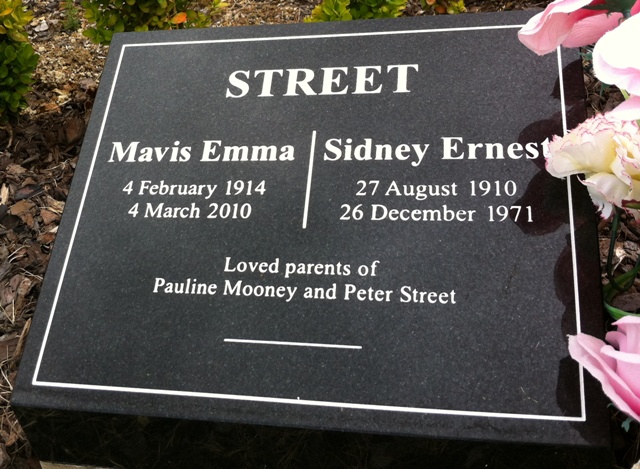 STREET
Mavis Emma
4 February 1914
4 March 2010
Sidney Ernest
27 August 1910
26 December 1971
Loved parents of
Pauline Mooney and Peter Street